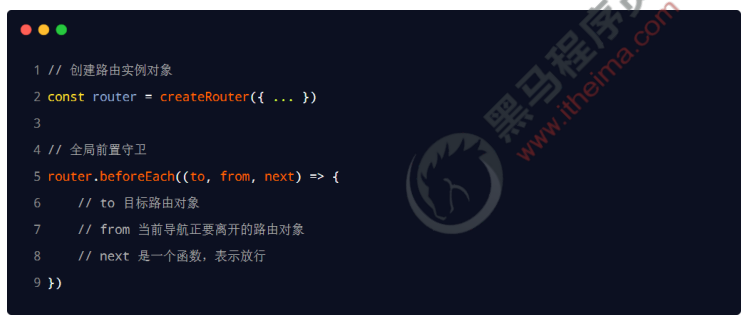 1 // 创建路由实例对象
2 const router = createRouter({ ... })
3
4 // 全局前置守卫
5 router.beforeEach((to, from, next) => {
6 // to 目标路由对象
7 // from 当前导航正要离开的路由对象
8 // next 是一个函数，表示放行
9 })
黑马程序
www.itheima.com